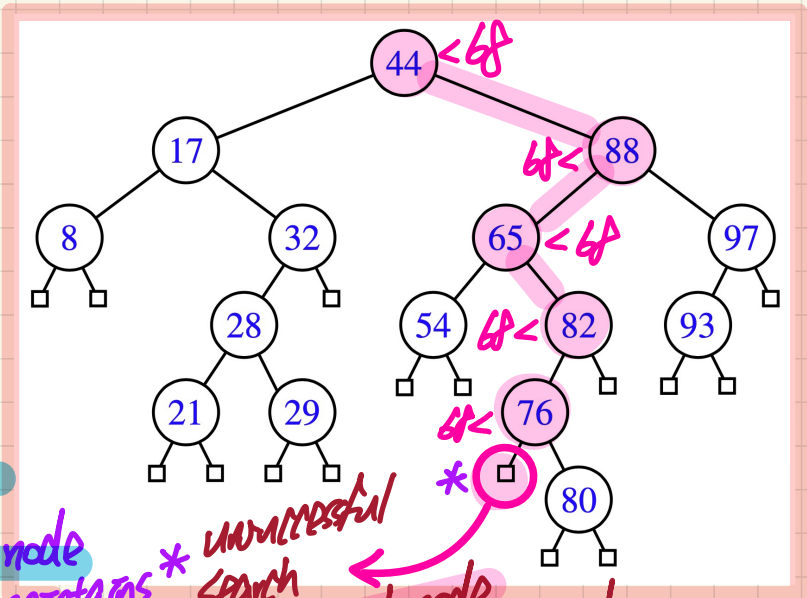 44 <68
17 68< 88
8 32 65 <68 97
28 54 68< 82 93
21 29 68< 76
*
80
unsuccessful
node * search
node